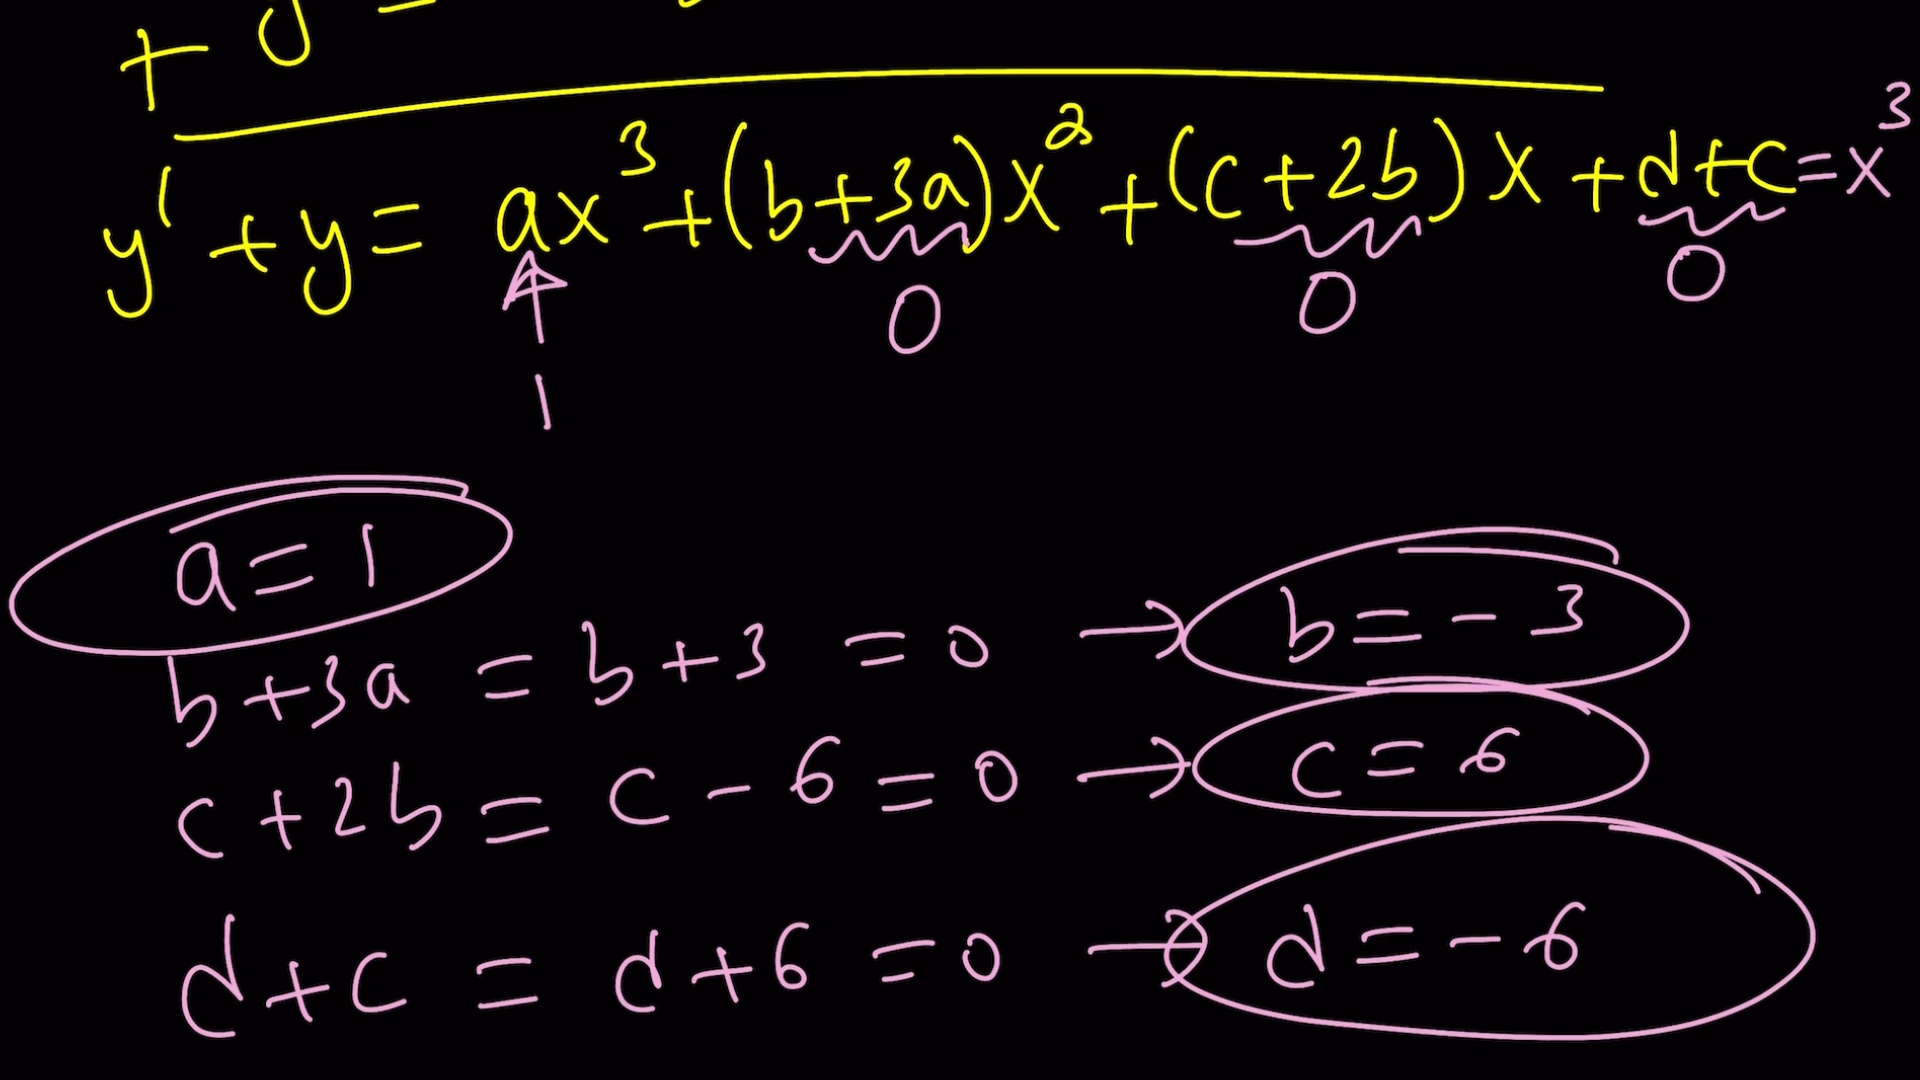 + y =
y' + y = ax³ + (b+3a)x² + (c+2b)x + d+c = x³
0 0 0
1
a = 1
b+3a = b+3 = 0 → b = -3
c+2b = c-6 = 0 → c = 6
d+c = d+6 = 0 → d = -6